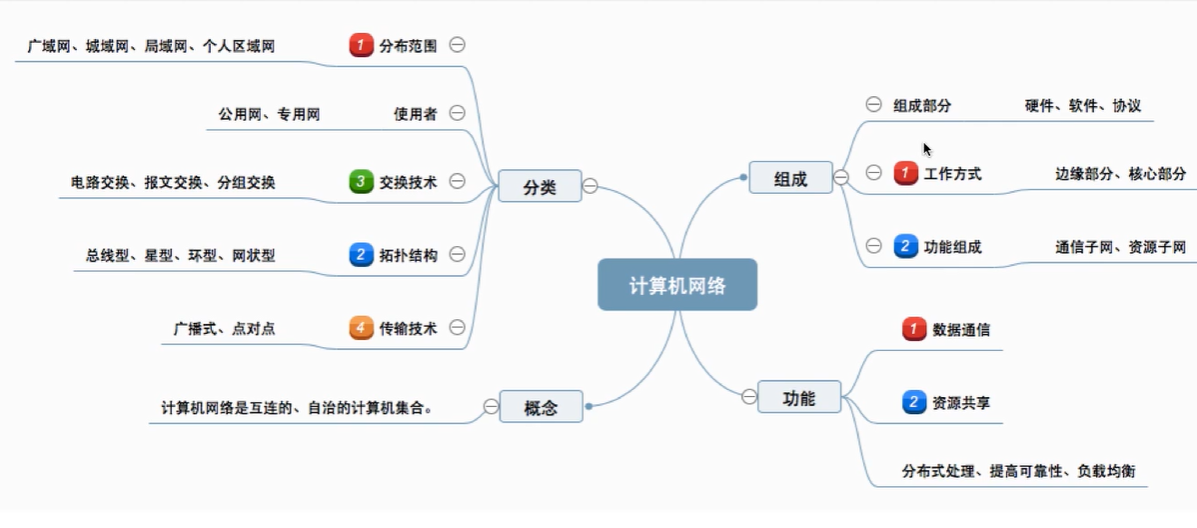 计算机网络
分类
1 分布范围
广域网、城域网、局域网、个人区域网
使用者
公用网、专用网
3 交换技术
电路交换、报文交换、分组交换
2 拓扑结构
总线型、星型、环型、网状型
4 传输技术
广播式、点对点
概念
计算机网络是互连的、自治的计算机集合。
组成
组成部分
硬件、软件、协议
1 工作方式
边缘部分、核心部分
2 功能组成
通信子网、资源子网
功能
1 数据通信
2 资源共享
分布式处理、提高可靠性、负载均衡